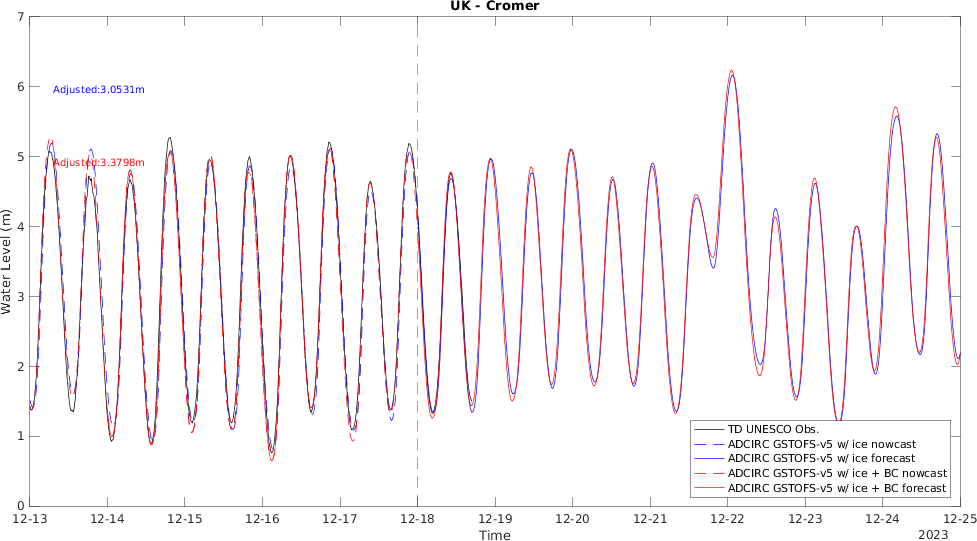 UK - Cromer
7
6
5
4
3
2
1
0
Water Level (m)
Adjusted:3.0531m
Adjusted:3.3798m
TD UNESCO Obs.
ADCIRC GSTOFS-v5 w/ ice nowcast
ADCIRC GSTOFS-v5 w/ ice forecast
ADCIRC GSTOFS-v5 w/ ice + BC nowcast
ADCIRC GSTOFS-v5 w/ ice + BC forecast
12-13 12-14 12-15 12-16 12-17 12-18 12-19 12-20 12-21 12-22 12-23 12-24 12-25
Time
2023